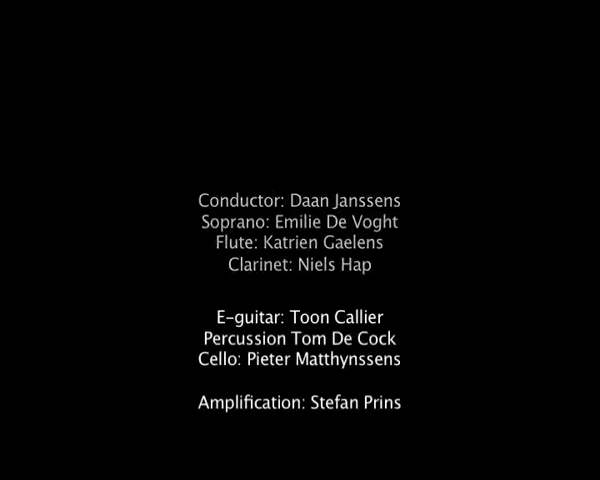 Conductor: Daan Janssens
Soprano: Emilie De Voght
Flute: Katrien Gaelens
Clarinet: Niels Hap
E-guitar: Toon Callier
Percussion Tom De Cock
Cello: Pieter Matthynssens
Amplification: Stefan Prins